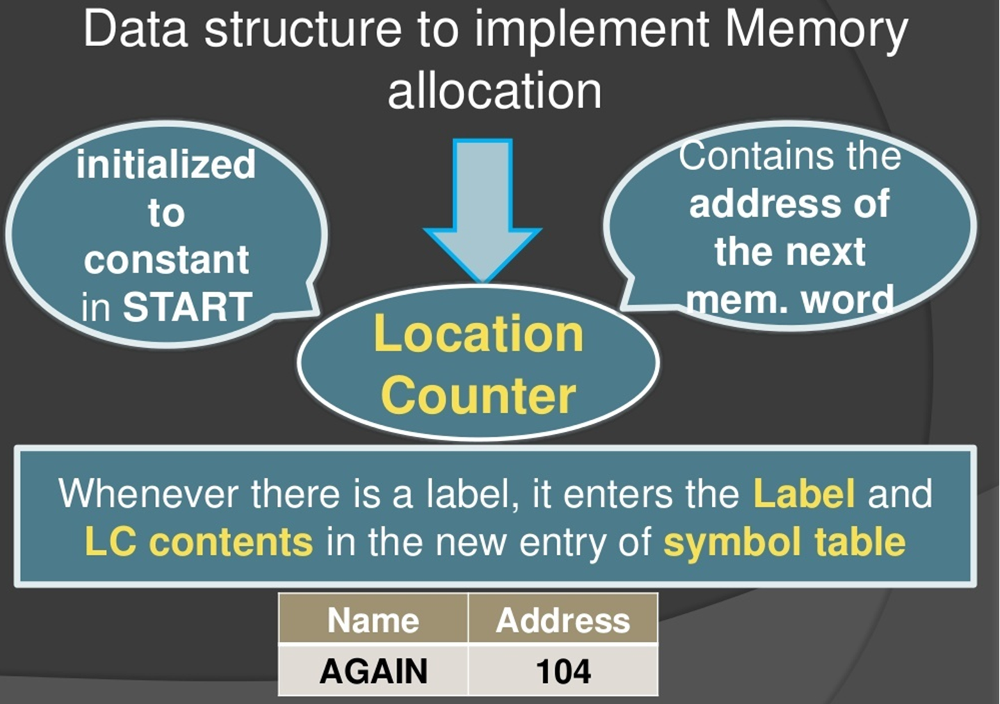 Data structure to implement Memory
allocation
initialized
to
constant
in START
Contains the
address of
the next
mem. word
Location
Counter
Whenever there is a label, it enters the Label and
LC contents in the new entry of symbol table
Name Address
AGAIN 104